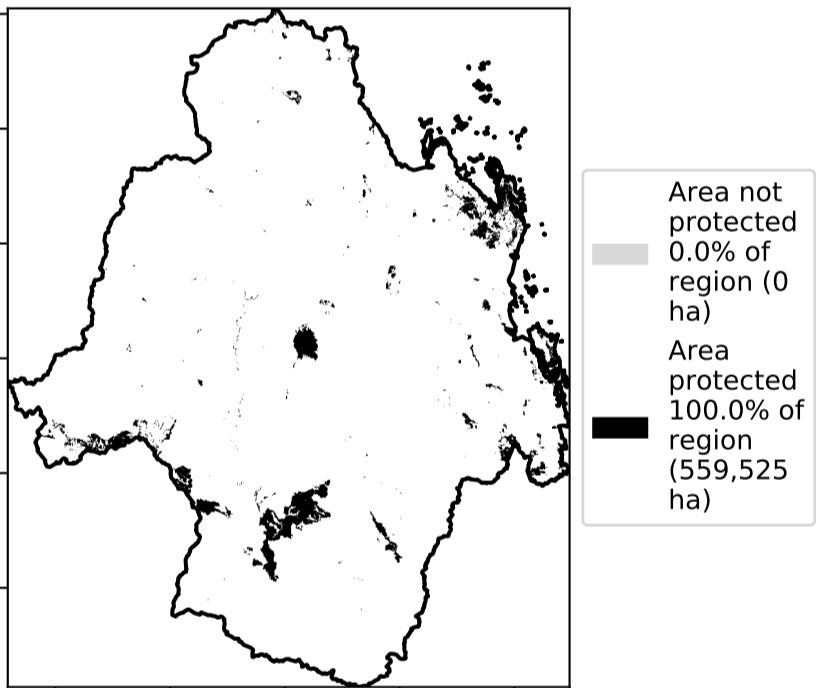 Area not
protected
0.0% of
region (0
ha)
Area
protected
100.0% of
region
(559,525
ha)